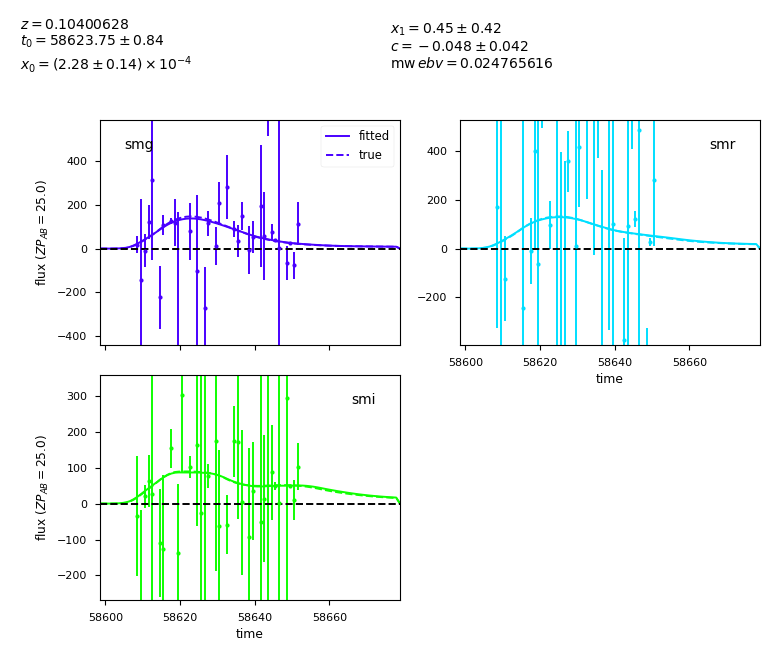 z = 0.10400628
t₀ = 58623.75 ± 0.84
x₀ = (2.28 ± 0.14) × 10⁻⁴
x₁ = 0.45 ± 0.42
c = −0.048 ± 0.042
mw ebv = 0.024765616
smg
fitted
true
400
200
0
−200
−400
flux (ZP_AB = 25.0)
smr
400
200
0
−200
58600 58620 58640 58660
time
smi
300
200
100
0
−100
−200
flux (ZP_AB = 25.0)
58600 58620 58640 58660
time